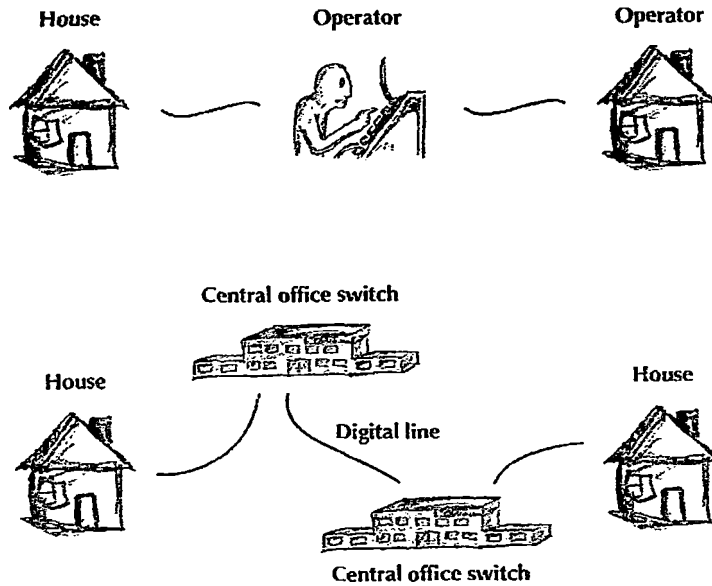 House
Operator
Operator
Central office switch
House
House
Digital line
Central office switch